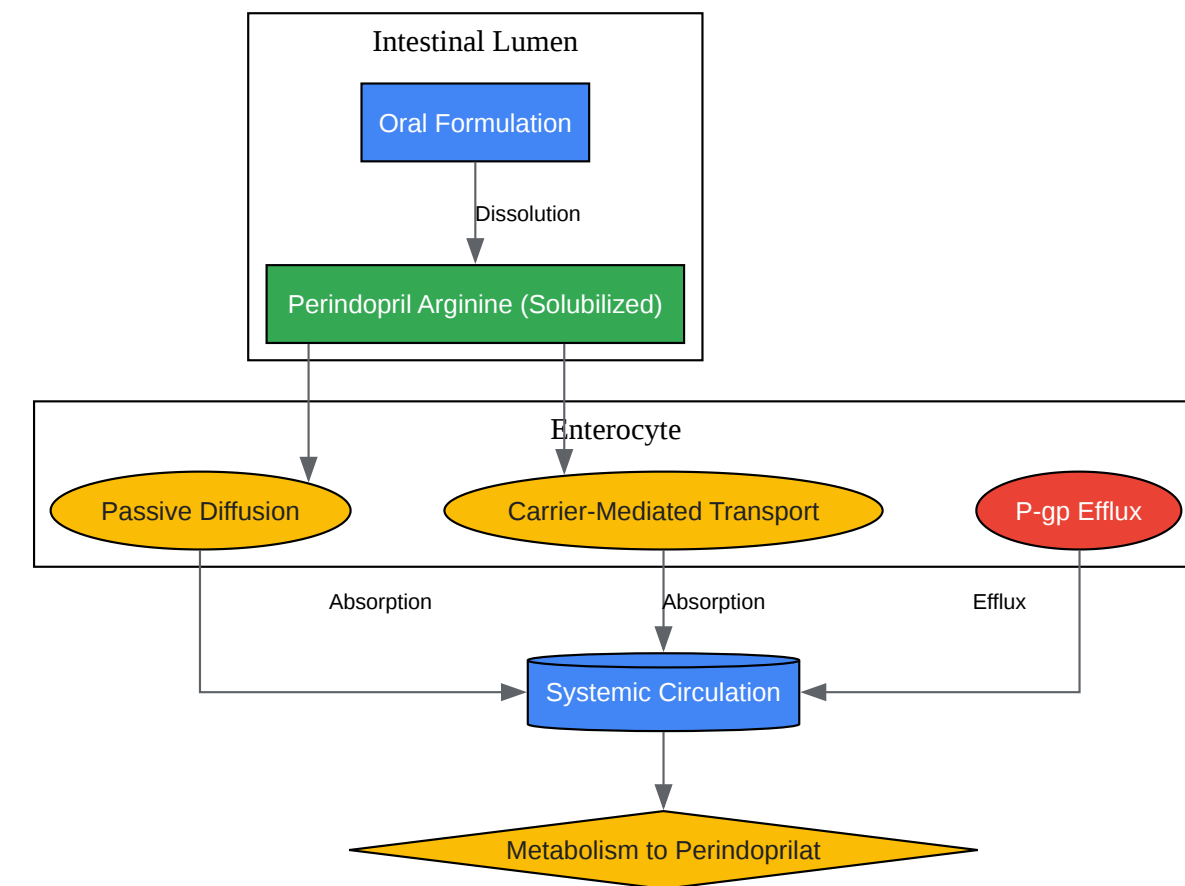 Intestinal Lumen
Oral Formulation
Dissolution
Perindopril Arginine (Solubilized)
Enterocyte
Passive Diffusion
Carrier-Mediated Transport
P-gp Efflux
Absorption
Absorption
Efflux
Systemic Circulation
Metabolism to Perindoprilat